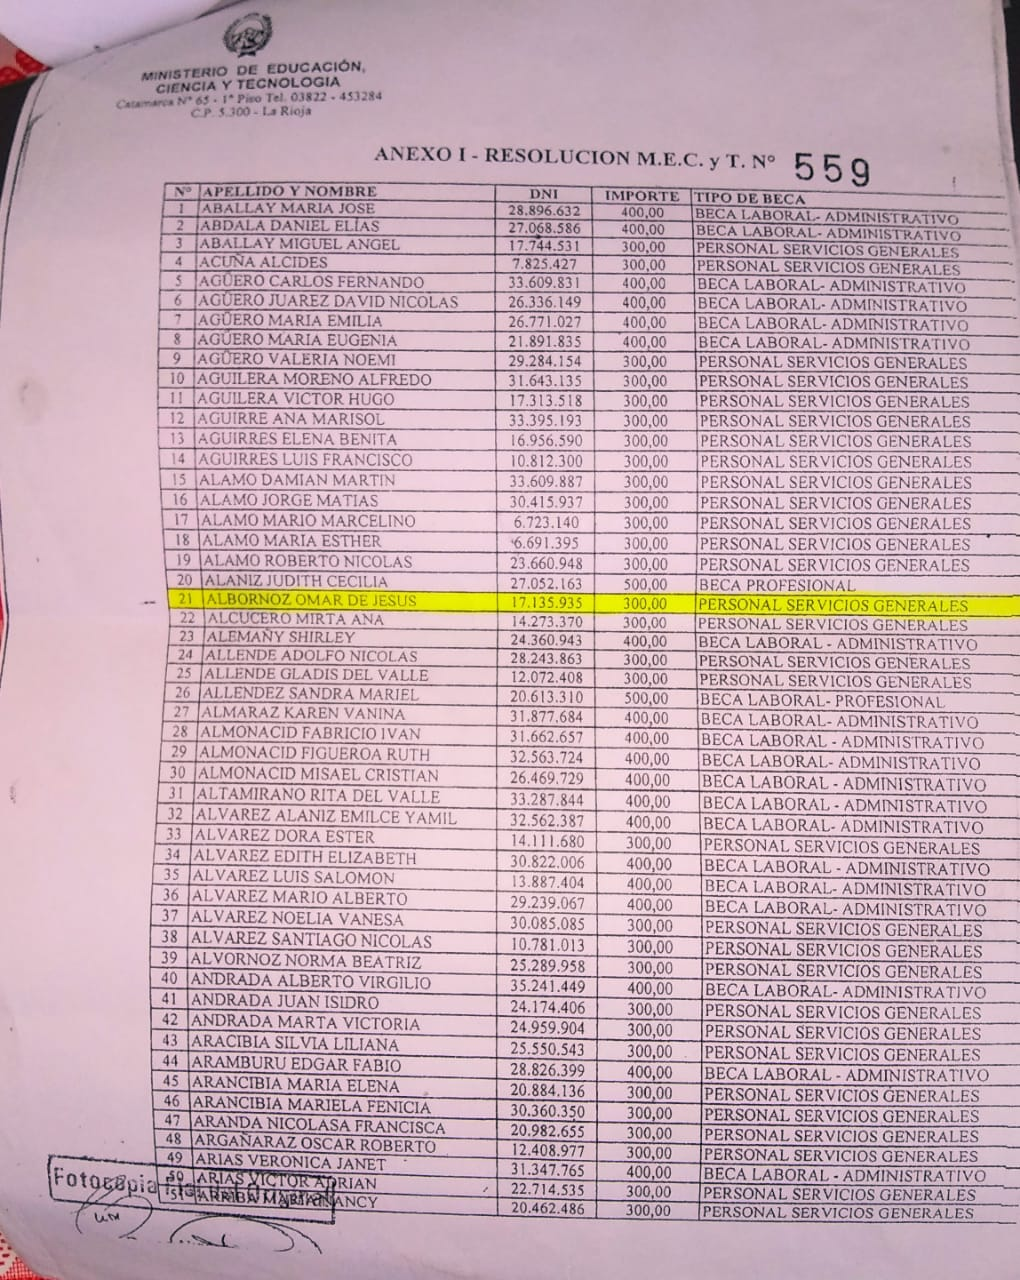 MINISTERIO DE EDUCACIÓN,
CIENCIA Y TECNOLOGIA
Catamarca Nº 65 - 1º Piso Tel. 03822 - 453284
C.P. 5.300 - La Rioja
ANEXO I - RESOLUCION M.E.C. y T. Nº 559
Nº APELLIDO Y NOMBRE DNI IMPORTE TIPO DE BECA
1 ABALLAY MARIA JOSE 28.896.632 400,00 BECA LABORAL- ADMINISTRATIVO
2 ABDALA DANIEL ELÍAS 27.068.586 400,00 BECA LABORAL- ADMINISTRATIVO
3 ABALLAY MIGUEL ANGEL 17.744.531 300,00 PERSONAL SERVICIOS GENERALES
4 ACUÑA ALCIDES 7.825.427 300,00 PERSONAL SERVICIOS GENERALES
5 AGÜERO CARLOS FERNANDO 33.609.831 400,00 BECA LABORAL- ADMINISTRATIVO
6 AGÜERO JUAREZ DAVID NICOLAS 26.336.149 400,00 BECA LABORAL- ADMINISTRATIVO
7 AGÜERO MARIA EMILIA 26.771.027 400,00 BECA LABORAL- ADMINISTRATIVO
8 AGÜERO MARIA EUGENIA 21.891.835 400,00 BECA LABORAL- ADMINISTRATIVO
9 AGÜERO VALERIA NOEMI 29.284.154 300,00 PERSONAL SERVICIOS GENERALES
10 AGUILERA MORENO ALFREDO 31.643.135 300,00 PERSONAL SERVICIOS GENERALES
11 AGUILERA VICTOR HUGO 17.313.518 300,00 PERSONAL SERVICIOS GENERALES
12 AGUIRRE ANA MARISOL 33.395.193 300,00 PERSONAL SERVICIOS GENERALES
13 AGUIRRES ELENA BENITA 16.956.590 300,00 PERSONAL SERVICIOS GENERALES
14 AGUIRRES LUIS FRANCISCO 10.812.300 300,00 PERSONAL SERVICIOS GENERALES
15 ALAMO DAMIAN MARTIN 33.609.887 300,00 PERSONAL SERVICIOS GENERALES
16 ALAMO JORGE MATIAS 30.415.937 300,00 PERSONAL SERVICIOS GENERALES
17 ALAMO MARIO MARCELINO 6.723.140 300,00 PERSONAL SERVICIOS GENERALES
18 ALAMO MARIA ESTHER 6.691.395 300,00 PERSONAL SERVICIOS GENERALES
19 ALAMO ROBERTO NICOLAS 23.660.948 300,00 PERSONAL SERVICIOS GENERALES
20 ALANIZ JUDITH CECILIA 27.052.163 500,00 BECA PROFESIONAL
21 ALBORNOZ OMAR DE JESUS 17.135.935 300,00 PERSONAL SERVICIOS GENERALES
22 ALCUCERO MIRTA ANA 14.273.370 300,00 PERSONAL SERVICIOS GENERALES
23 ALEMAÑY SHIRLEY 24.360.943 400,00 BECA LABORAL - ADMINISTRATIVO
24 ALLENDE ADOLFO NICOLAS 28.243.863 300,00 PERSONAL SERVICIOS GENERALES
25 ALLENDE GLADIS DEL VALLE 12.072.408 300,00 PERSONAL SERVICIOS GENERALES
26 ALLENDEZ SANDRA MARIEL 20.613.310 500,00 BECA LABORAL- PROFESIONAL
27 ALMARAZ KAREN VANINA 31.877.684 400,00 BECA LABORAL- ADMINISTRATIVO
28 ALMONACID FABRICIO IVAN 31.662.657 400,00 BECA LABORAL - ADMINISTRATIVO
29 ALMONACID FIGUEROA RUTH 32.563.724 400,00 BECA LABORAL- ADMINISTRATIVO
30 ALMONACID MISAEL CRISTIAN 26.469.729 400,00 BECA LABORAL- ADMINISTRATIVO
31 ALTAMIRANO RITA DEL VALLE 33.287.844 400,00 BECA LABORAL- ADMINISTRATIVO
32 ALVAREZ ALANIZ EMILCE YAMIL 32.562.387 400,00 BECA LABORAL- ADMINISTRATIVO
33 ALVAREZ DORA ESTER 14.111.680 300,00 PERSONAL SERVICIOS GENERALES
34 ALVAREZ EDITH ELIZABETH 30.822.006 400,00 BECA LABORAL - ADMINISTRATIVO
35 ALVAREZ LUIS SALOMON 13.887.404 400,00 BECA LABORAL- ADMINISTRATIVO
36 ALVAREZ MARIO ALBERTO 29.239.067 400,00 BECA LABORAL- ADMINISTRATIVO
37 ALVAREZ NOELIA VANESA 30.085.085 300,00 PERSONAL SERVICIOS GENERALES
38 ALVAREZ SANTIAGO NICOLAS 10.781.013 300,00 PERSONAL SERVICIOS GENERALES
39 ALVORNOZ NORMA BEATRIZ 25.289.958 300,00 PERSONAL SERVICIOS GENERALES
40 ANDRADA ALBERTO VIRGILIO 35.241.449 400,00 BECA LABORAL- ADMINISTRATIVO
41 ANDRADA JUAN ISIDRO 24.174.406 300,00 PERSONAL SERVICIOS GENERALES
42 ANDRADA MARTA VICTORIA 24.959.904 300,00 PERSONAL SERVICIOS GENERALES
43 ARACIBIA SILVIA LILIANA 25.550.543 300,00 PERSONAL SERVICIOS GENERALES
44 ARAMBURU EDGAR FABIO 28.826.399 400,00 BECA LABORAL- ADMINISTRATIVO
45 ARANCIBIA MARIA ELENA 20.884.136 300,00 PERSONAL SERVICIOS GENERALES
46 ARANCIBIA MARIELA FENICIA 30.360.350 300,00 PERSONAL SERVICIOS GENERALES
47 ARANDA NICOLASA FRANCISCA 20.982.655 300,00 PERSONAL SERVICIOS GENERALES
48 ARGAÑARAZ OSCAR ROBERTO 12.408.977 300,00 PERSONAL SERVICIOS GENERALES
49 ARIAS VERONICA JANET 31.347.765 400,00 BECA LABORAL- ADMINISTRATIVO
50 ARIAS VICTOR ADRIAN 22.714.535 300,00 PERSONAL SERVICIOS GENERALES
51 ARRIBA MARIA NANCY 20.462.486 300,00 PERSONAL SERVICIOS GENERALES
Fotocopia